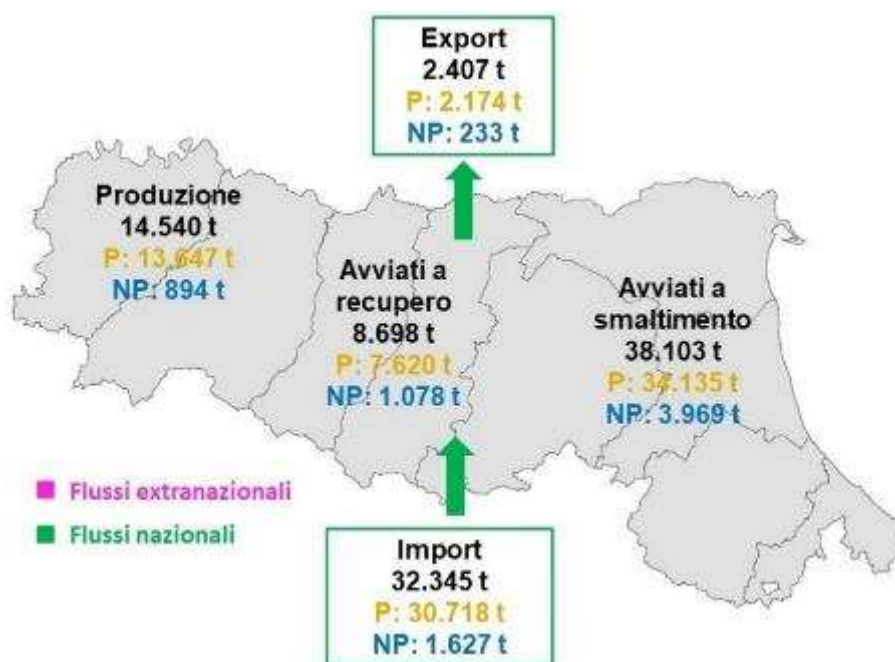 Export
2.407 t
P: 2.174 t
NP: 233 t
Produzione
14.540 t
P: 13.647 t
NP: 894 t
Avviati a
recupero
8.698 t
P: 7.620 t
NP: 1.078 t
Avviati a
smaltimento
38.103 t
P: 34.135 t
NP: 3.969 t
Flussi extranazionali
Flussi nazionali
Import
32.345 t
P: 30.718 t
NP: 1.627 t